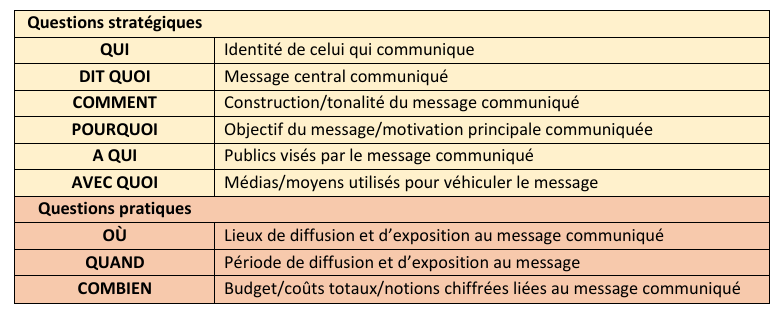 Questions stratégiques
QUI Identité de celui qui communique
DIT QUOI Message central communiqué
COMMENT Construction/tonalité du message communiqué
POURQUOI Objectif du message/motivation principale communiquée
A QUI Publics visés par le message communiqué
AVEC QUOI Médias/moyens utilisés pour véhiculer le message
Questions pratiques
OÙ Lieux de diffusion et d’exposition au message communiqué
QUAND Période de diffusion et d’exposition au message
COMBIEN Budget/coûts totaux/notions chiffrées liées au message communiqué